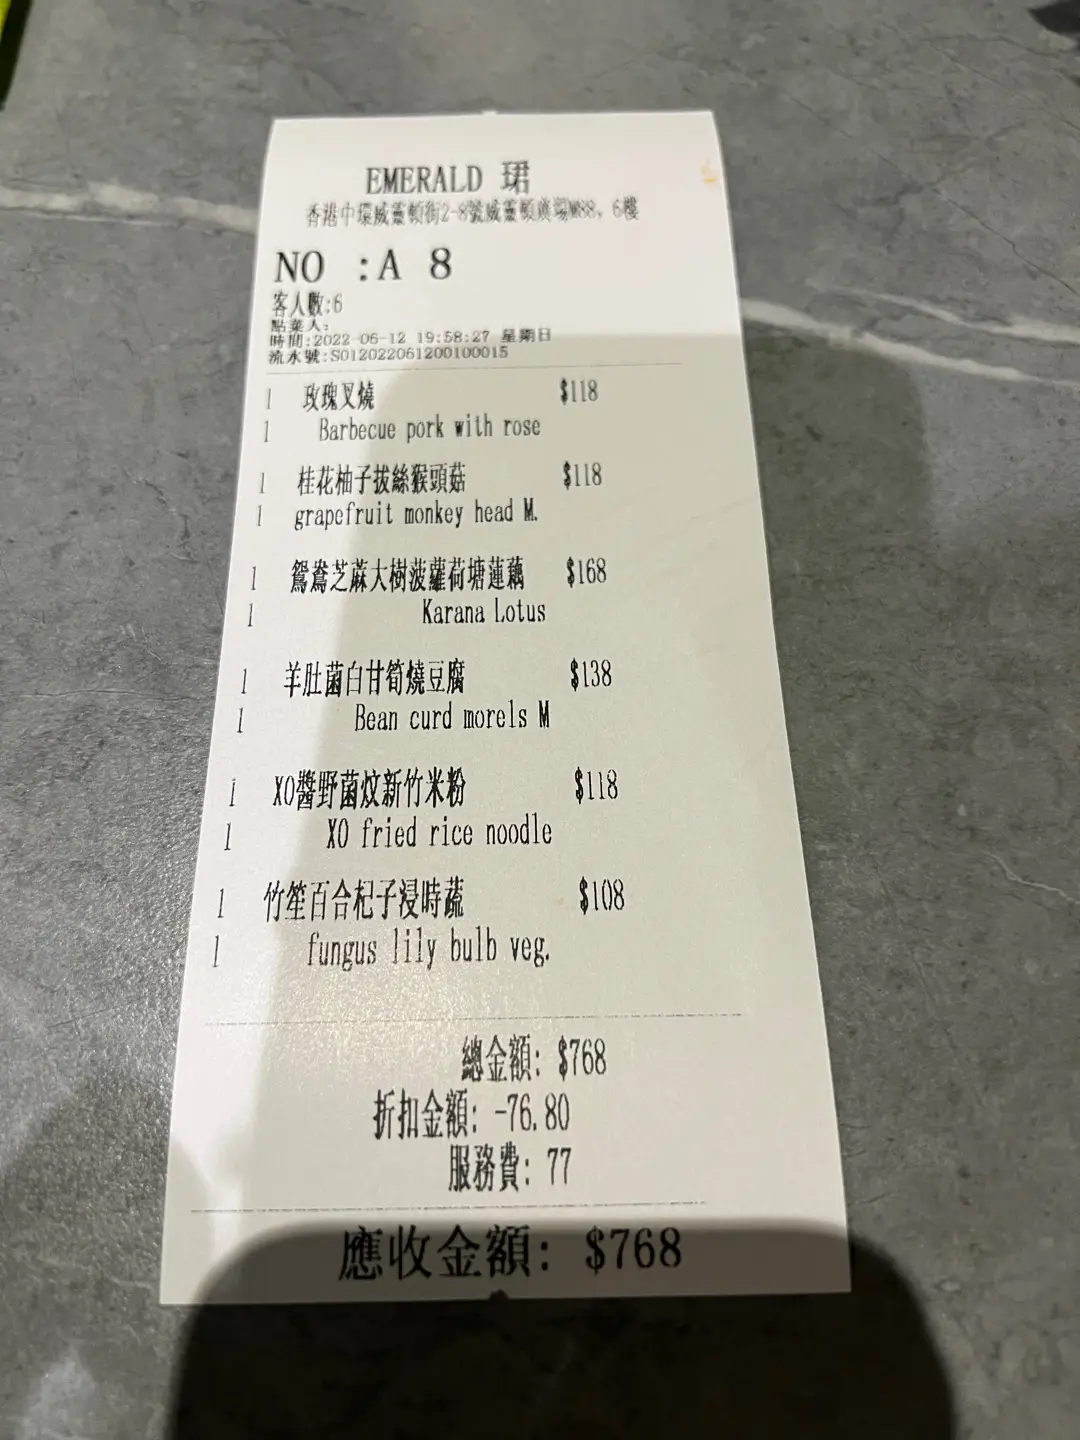 EMERALD 珺
香港中環威靈頓街2-8號威靈頓廣場M88, 6樓
NO :A 8
客人數:6
點菜人:
時間:2022-06-12 19:58:27 星期日
流水號:S012022061200100015
1 玫瑰叉燒 $118
1 Barbecue pork with rose
1 桂花柚子拔絲猴頭菇 $118
1 grapefruit monkey head M.
1 鴛鴦芝蔴大樹菠蘿荷塘蓮藕 $168
1 Karana Lotus
1 羊肚菌白甘筍燒豆腐 $138
1 Bean curd morels M
1 XO醬野菌炆新竹米粉 $118
1 XO fried rice noodle
1 竹笙百合杞子浸時蔬 $108
1 fungus lily bulb veg.
總金額: $768
折扣金額: -76.80
服務費: 77
應收金額: $768